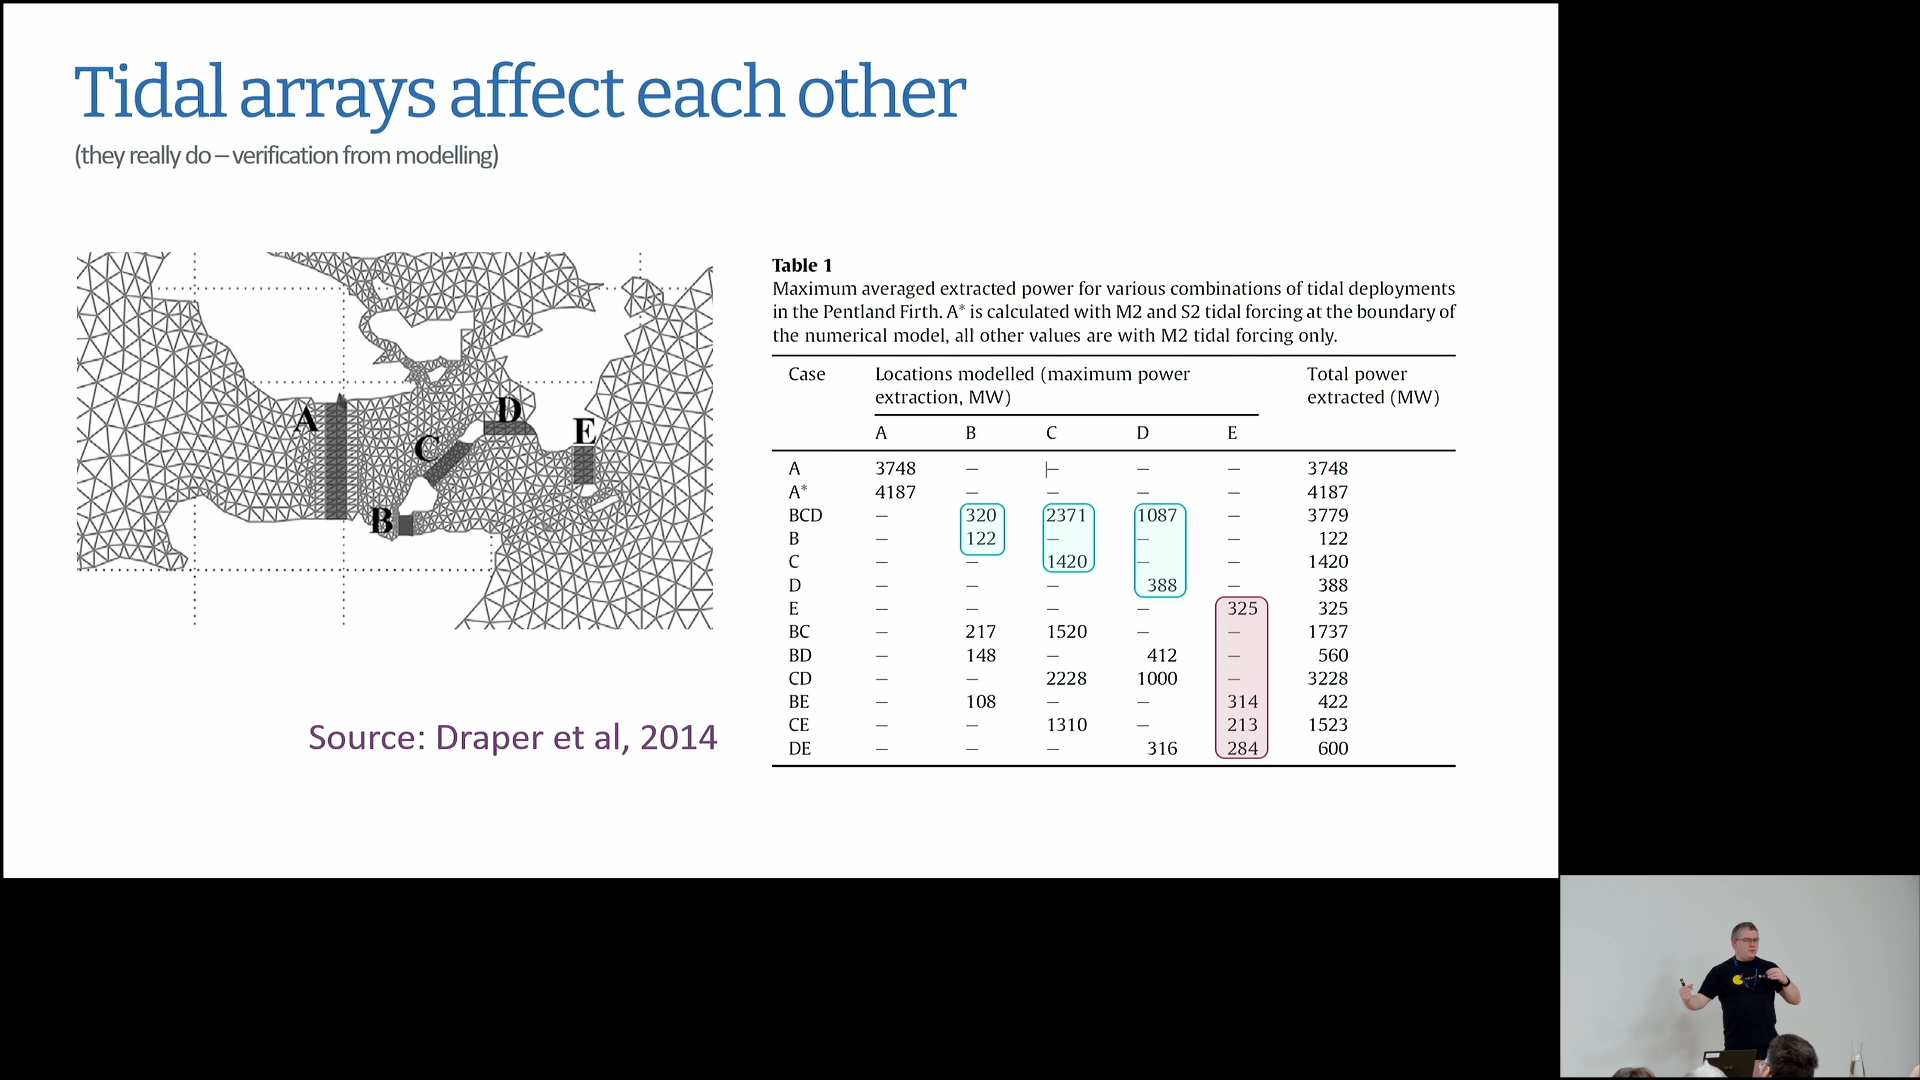 Tidal arrays affect each other
(they really do – verification from modelling)
A
B
C
D
E
Source: Draper et al, 2014
Table 1
Maximum averaged extracted power for various combinations of tidal deployments
in the Pentland Firth. A* is calculated with M2 and S2 tidal forcing at the boundary of
the numerical model, all other values are with M2 tidal forcing only.
Case Locations modelled (maximum power Total power
extraction, MW) extracted (MW)
A B C D E
A 3748 – – – – 3748
A* 4187 – – – – 4187
BCD – 320 2371 1087 – 3779
B – 122 – – – 122
C – – 1420 – – 1420
D – – – 388 – 388
E – – – – 325 325
BC – 217 1520 – – 1737
BD – 148 – 412 – 560
CD – – 2228 1000 – 3228
BE – 108 – – 314 422
CE – – 1310 – 213 1523
DE – – – 316 284 600